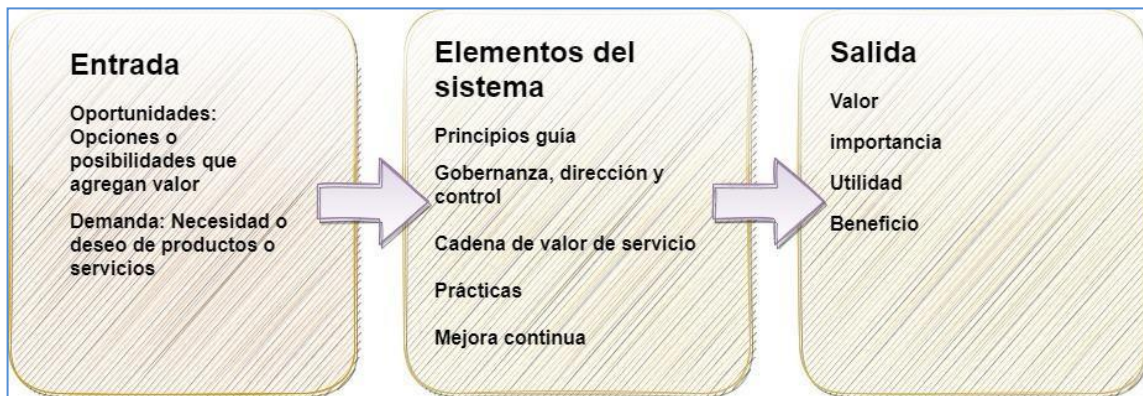 Entrada
Oportunidades:
Opciones o
posibilidades que
agregan valor
Demanda: Necesidad o
deseo de productos o
servicios
Elementos del
sistema
Principios guía
Gobernanza, dirección y
control
Cadena de valor de servicio
Prácticas
Mejora continua
Salida
Valor
importancia
Utilidad
Beneficio